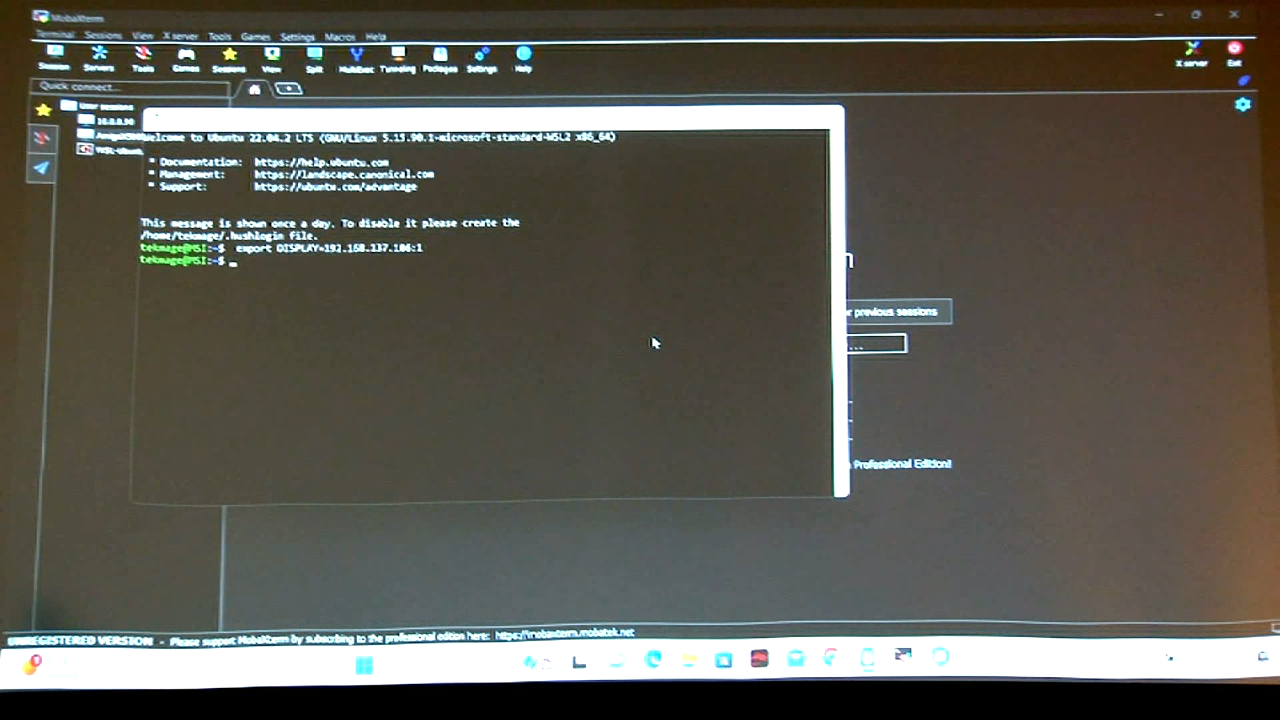 MobaXterm
Terminal Sessions View X server Tools Games Settings Macros Help
Session Servers Tools Games Sessions View Split MultiExec Tunneling Packages Settings Help X server Exit
Quick connect...
User sessions
WSL-Ubuntu
Welcome to Ubuntu 22.04.2 LTS (GNU/Linux 5.15.90.1-microsoft-standard-WSL2 x86_64)
* Documentation: https://help.ubuntu.com
* Management: https://landscape.canonical.com
* Support: https://ubuntu.com/advantage
This message is shown once a day. To disable it please create the
/home/tekmage/.hushlogin file.
tekmage@MSI:~$ export DISPLAY=192.168.137.106:1
tekmage@MSI:~$
r previous sessions
...
Professional Edition!
UNREGISTERED VERSION - Please support MobaXterm by subscribing to the professional edition here: https://mobaxterm.mobatek.net